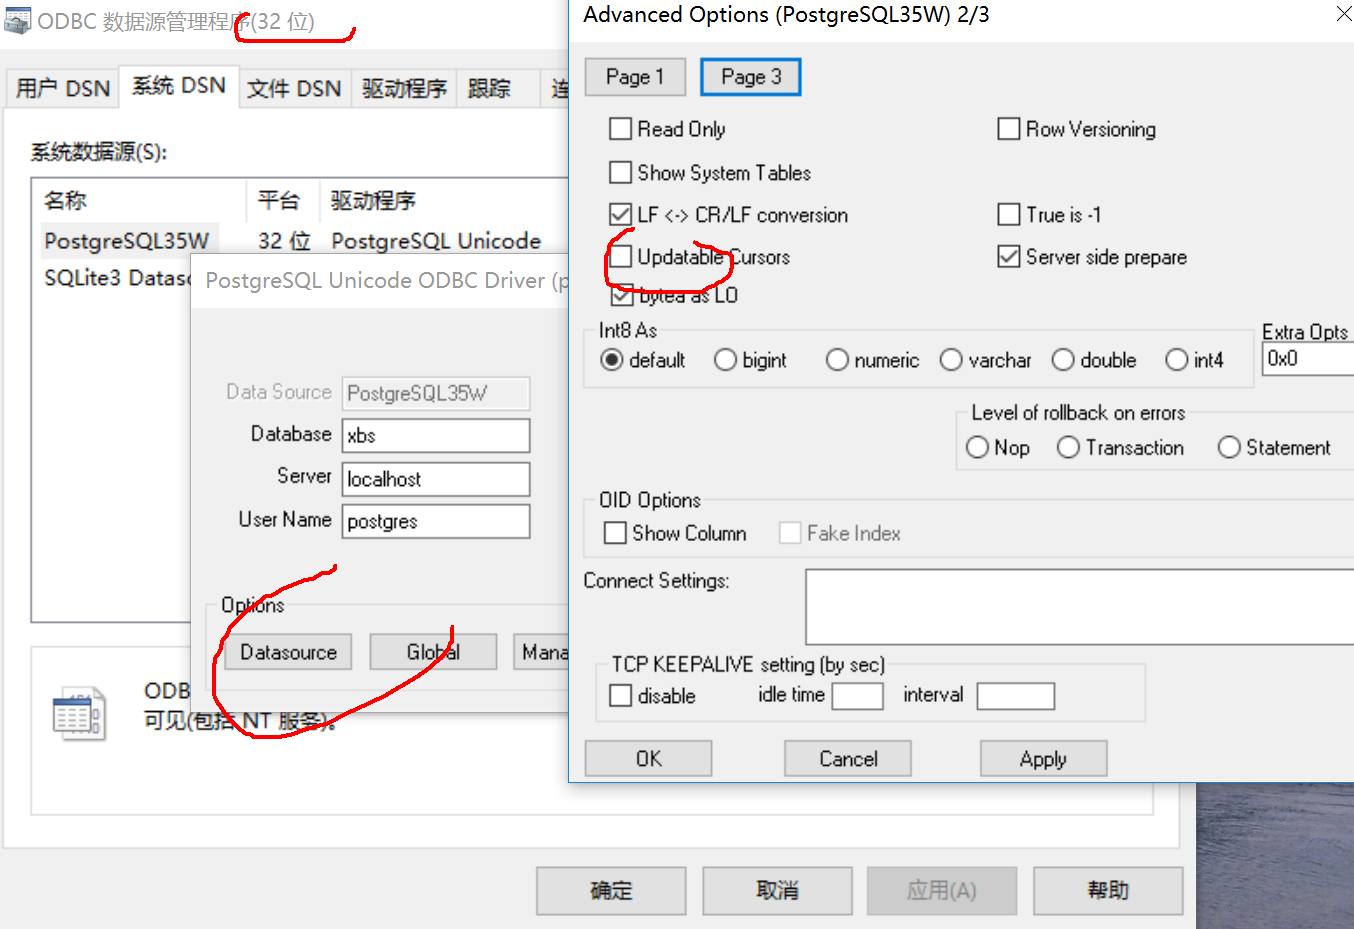 ODBC 数据源管理程序(32 位)
用户 DSN 系统 DSN 文件 DSN 驱动程序 跟踪
系统数据源(S):
名称 平台 驱动程序
PostgreSQL35W 32 位 PostgreSQL Unicode
SQLite3 Datasc
PostgreSQL Unicode ODBC Driver (p
Data Source PostgreSQL35W
Database xbs
Server localhost
User Name postgres
Options
Datasource Global Mana
ODB
可见(包括 NT 服务)。
确定 取消 应用(A) 帮助
Advanced Options (PostgreSQL35W) 2/3
Page 1 Page 3
Read Only Row Versioning
Show System Tables
LF <-> CR/LF conversion True is -1
Updatable Cursors Server side prepare
bytea as LO
Int8 As
default bigint numeric varchar double int4
Extra Opts
0x0
Level of rollback on errors
Nop Transaction Statement
OID Options
Show Column Fake Index
Connect Settings:
TCP KEEPALIVE setting (by sec)
disable idle time interval
OK Cancel Apply